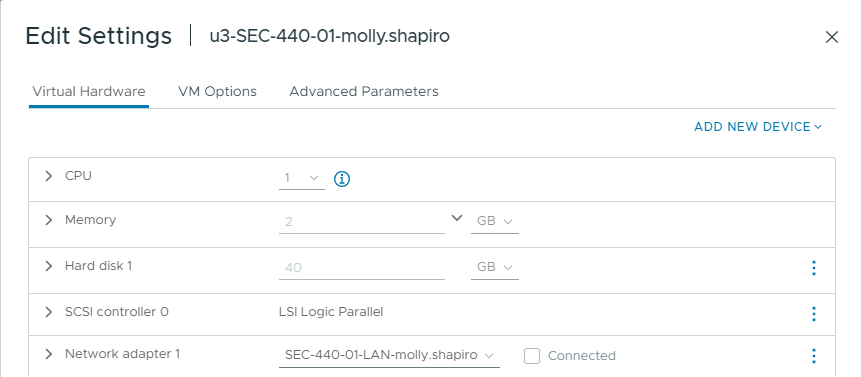 Edit Settings | u3-SEC-440-01-molly.shapiro
Virtual Hardware VM Options Advanced Parameters
ADD NEW DEVICE
CPU 1
Memory 2 GB
Hard disk 1 40 GB
SCSI controller 0 LSI Logic Parallel
Network adapter 1 SEC-440-01-LAN-molly.shapiro Connected